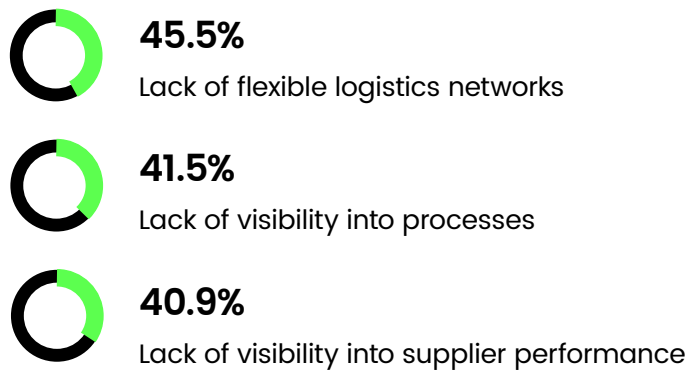 45.5%
Lack of flexible logistics networks
41.5%
Lack of visibility into processes
40.9%
Lack of visibility into supplier performance